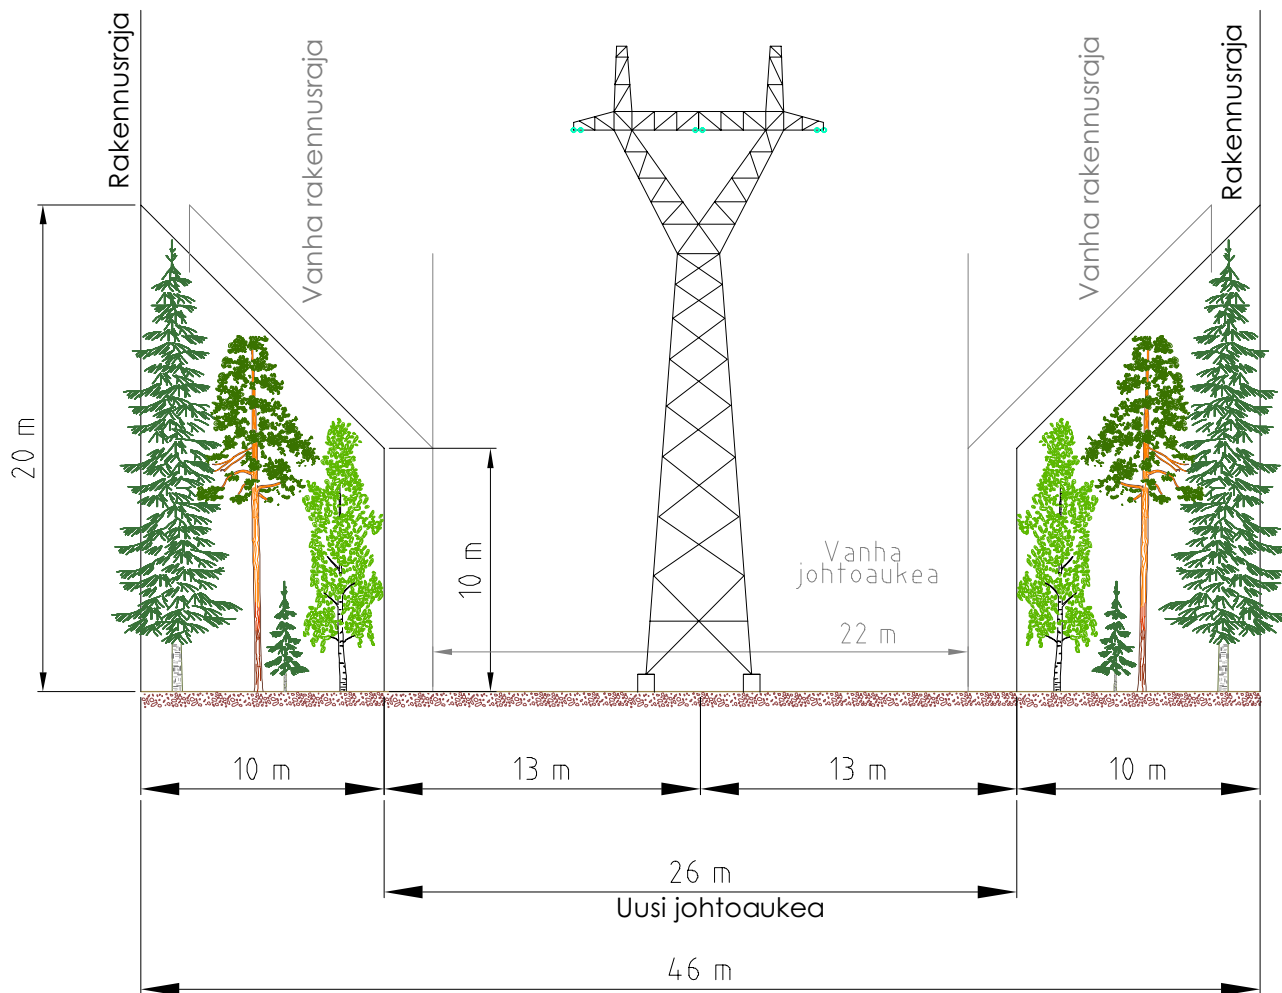 Rakennusraja
Vanha rakennusraja
Vanha rakennusraja
Rakennusraja
20 m
10 m
Vanha
johtoaukea
22 m
10 m
13 m
13 m
10 m
26 m
Uusi johtoaukea
46 m